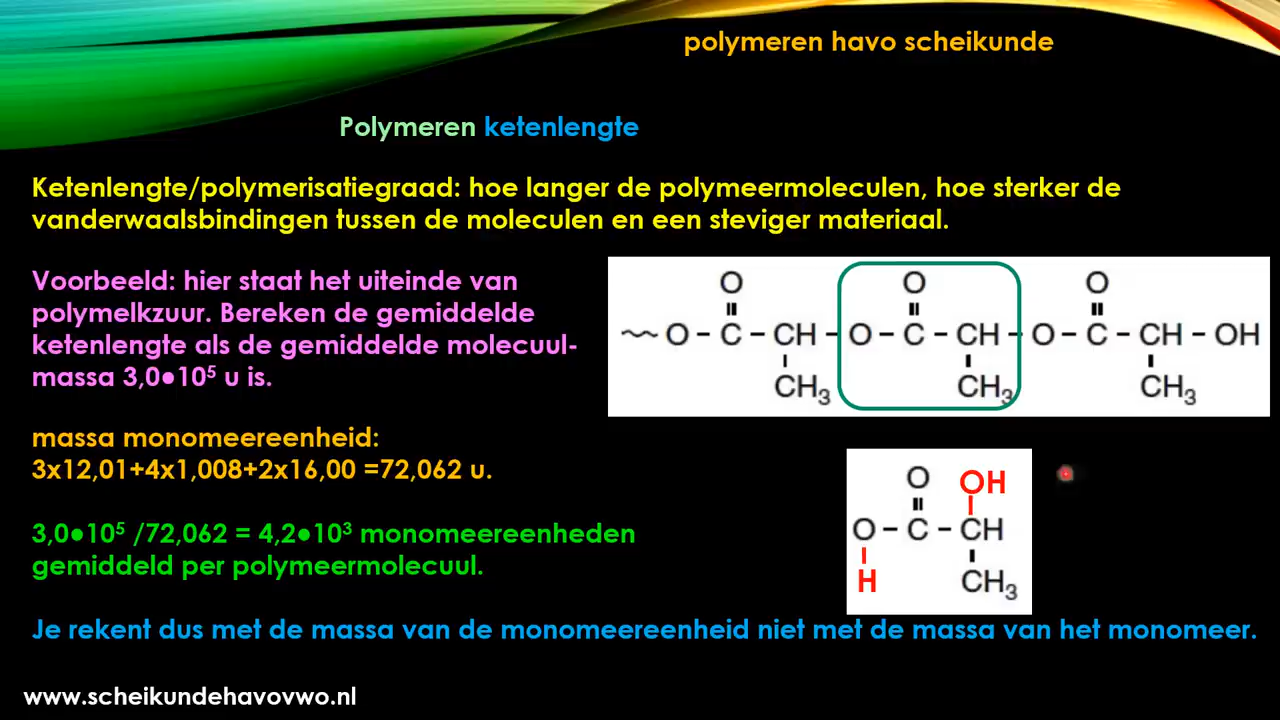 polymeren havo scheikunde
Polymeren ketenlengte
Ketenlengte/polymerisatiegraad: hoe langer de polymeermoleculen, hoe sterker de
vanderwaalsbindingen tussen de moleculen en een steviger materiaal.
Voorbeeld: hier staat het uiteinde van
polymelkzuur. Bereken de gemiddelde
ketenlengte als de gemiddelde molecuul-
massa 3,0●10⁵ u is.
O O O
O – C – CH – O – C – CH – O – C – CH – OH
CH₃ CH₃ CH₃
massa monomeereenheid:
3x12,01+4x1,008+2x16,00 =72,062 u.
O OH
O – C – CH
H CH₃
3,0●10⁵ /72,062 = 4,2●10³ monomeereenheden
gemiddeld per polymeermolecuul.
Je rekent dus met de massa van de monomeereenheid niet met de massa van het monomeer.
www.scheikundehavovwo.nl